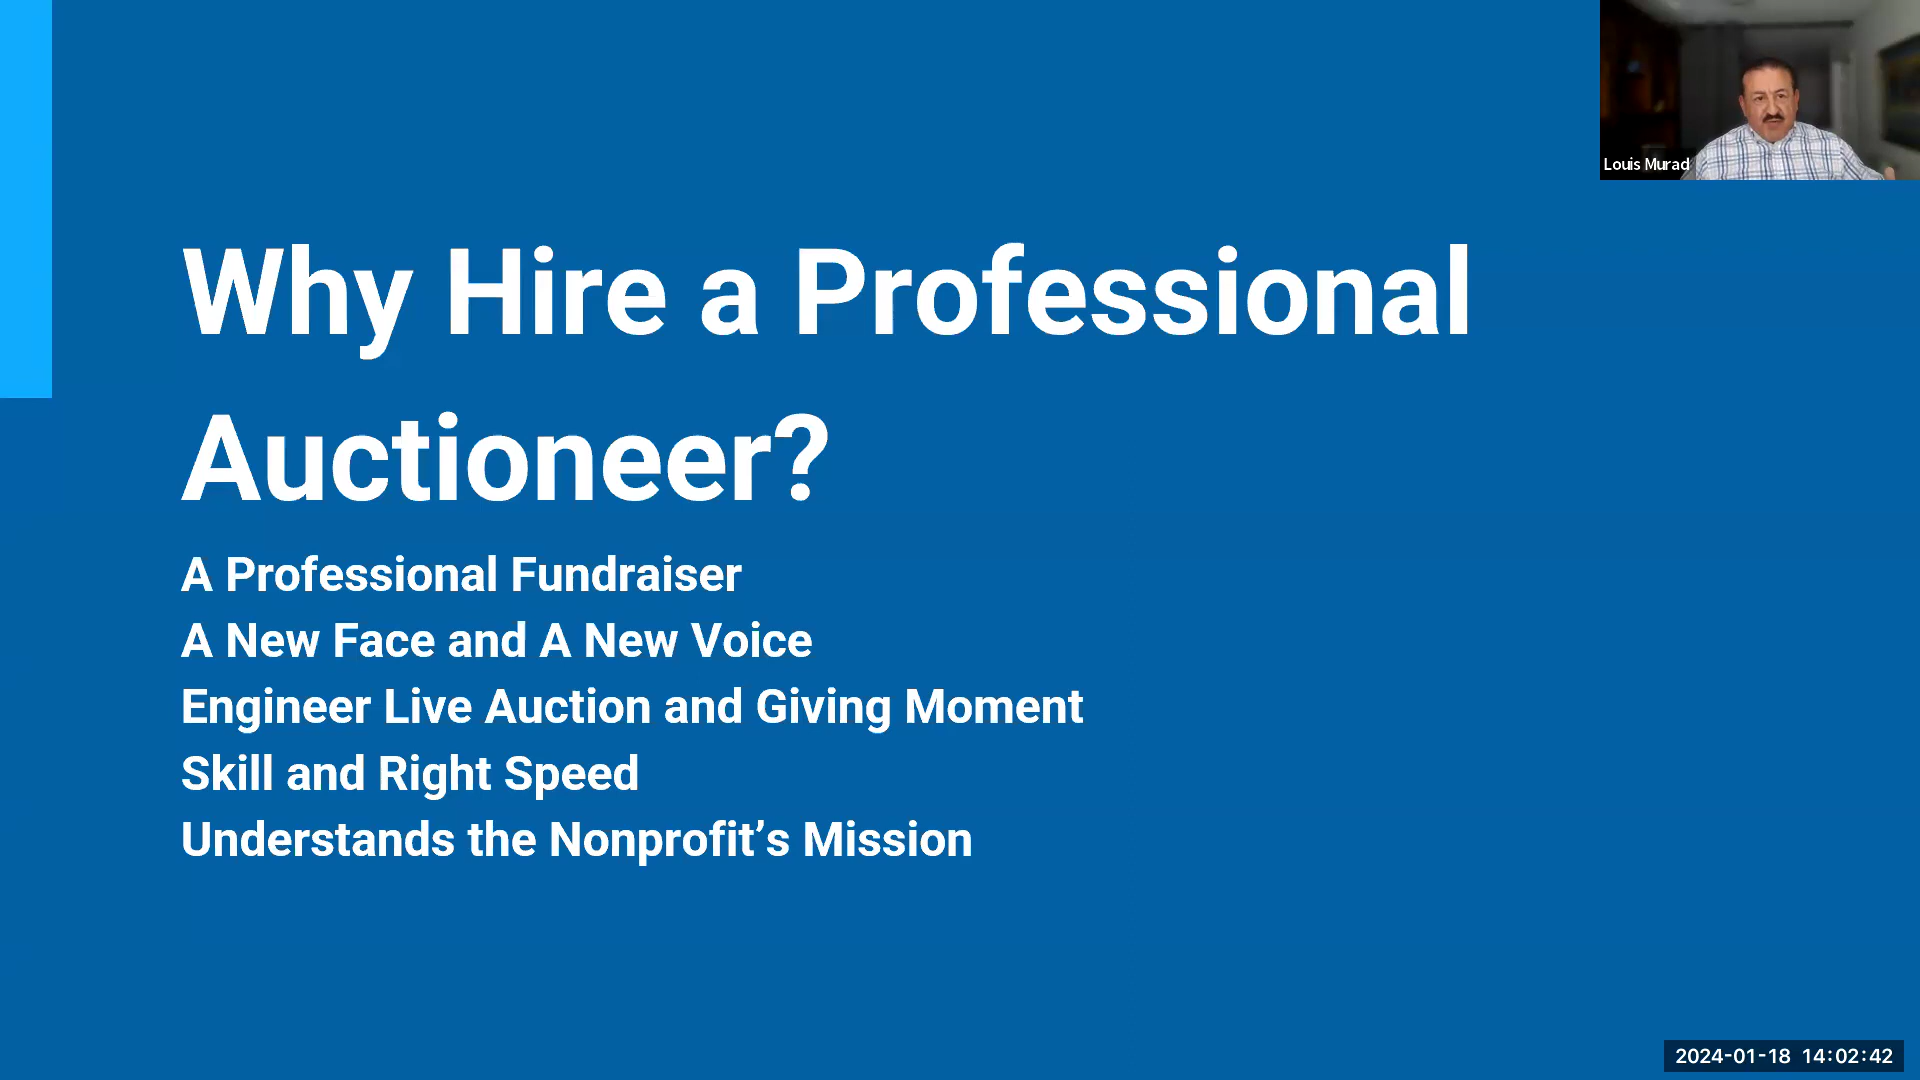 Louis Murad
Why Hire a Professional
Auctioneer?
A Professional Fundraiser
A New Face and A New Voice
Engineer Live Auction and Giving Moment
Skill and Right Speed
Understands the Nonprofit’s Mission
2024-01-18 14:02:42